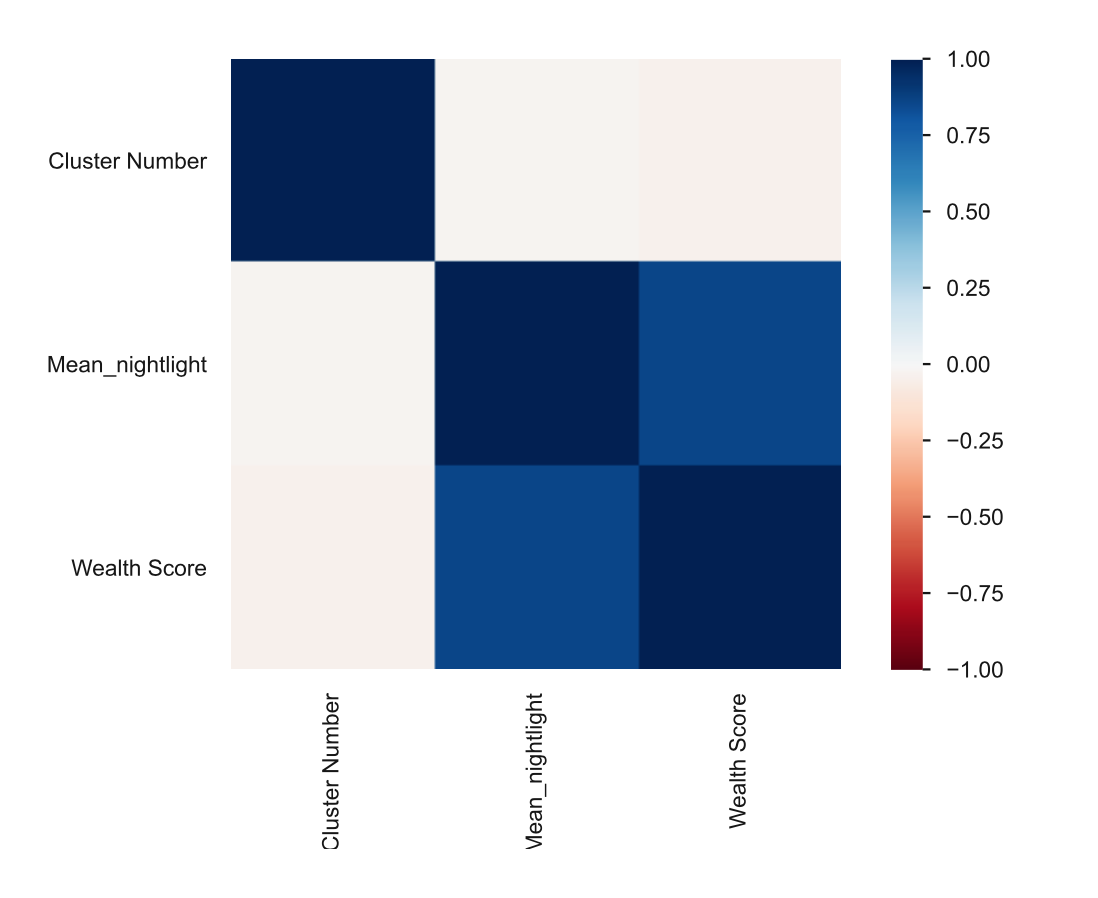 Cluster Number
Mean_nightlight
Wealth Score
Cluster Number
Mean_nightlight
Wealth Score
1.00
0.75
0.50
0.25
0.00
−0.25
−0.50
−0.75
−1.00